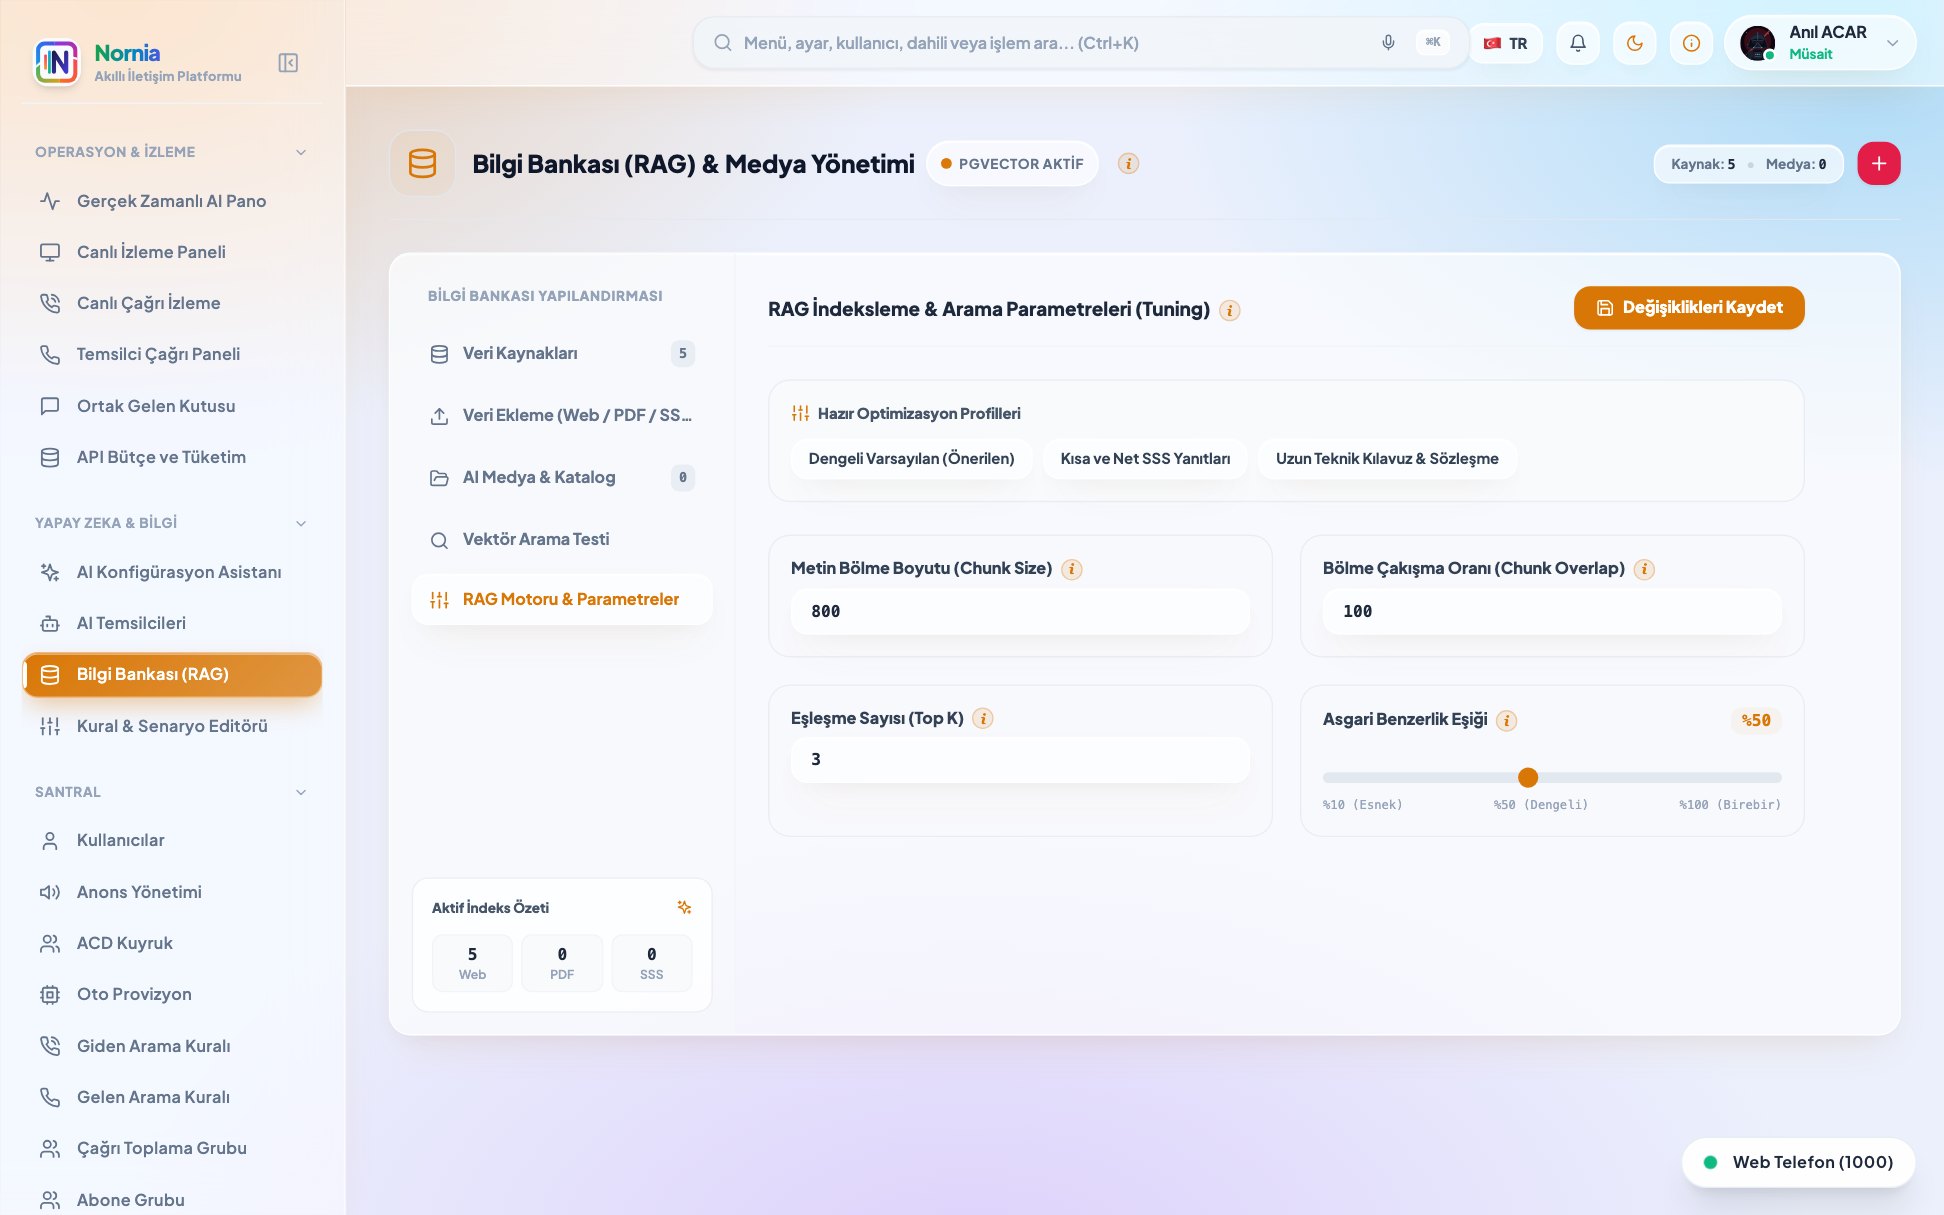 Nornia
Akıllı İletişim Platformu
Menü, ayar, kullanıcı, dahili veya işlem ara... (Ctrl+K)
⌘K
TR
Anıl ACAR
Müsait
OPERASYON & İZLEME
Gerçek Zamanlı AI Pano
Canlı İzleme Paneli
Canlı Çağrı İzleme
Temsilci Çağrı Paneli
Ortak Gelen Kutusu
API Bütçe ve Tüketim
YAPAY ZEKA & BİLGİ
AI Konfigürasyon Asistanı
AI Temsilcileri
Bilgi Bankası (RAG)
Kural & Senaryo Editörü
SANTRAL
Kullanıcılar
Anons Yönetimi
ACD Kuyruk
Oto Provizyon
Giden Arama Kuralı
Gelen Arama Kuralı
Çağrı Toplama Grubu
Abone Grubu
Bilgi Bankası (RAG) & Medya Yönetimi
PGVECTOR AKTİF
Kaynak: 5
Medya: 0
BİLGİ BANKASI YAPILANDIRMASI
Veri Kaynakları
5
Veri Ekleme (Web / PDF / SS...
AI Medya & Katalog
0
Vektör Arama Testi
RAG Motoru & Parametreler
Aktif İndeks Özeti
5
Web
0
PDF
0
SSS
RAG İndeksleme & Arama Parametreleri (Tuning)
Değişiklikleri Kaydet
Hazır Optimizasyon Profilleri
Dengeli Varsayılan (Önerilen)
Kısa ve Net SSS Yanıtları
Uzun Teknik Kılavuz & Sözleşme
Metin Bölme Boyutu (Chunk Size)
800
Bölme Çakışma Oranı (Chunk Overlap)
100
Eşleşme Sayısı (Top K)
3
Asgari Benzerlik Eşiği
%50
%10 (Esnek)
%50 (Dengeli)
%100 (Birebir)
Web Telefon (1000)